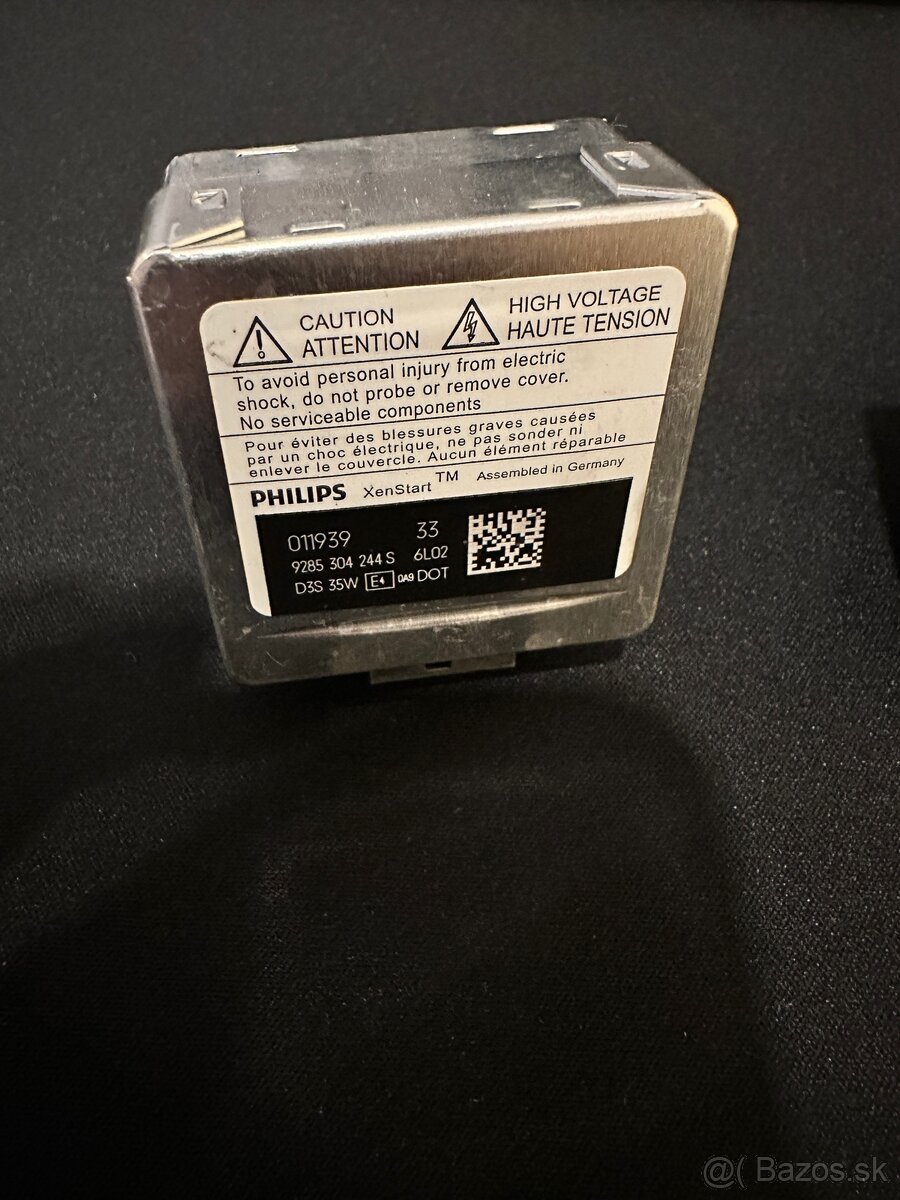 CAUTION
ATTENTION
HIGH VOLTAGE
HAUTE TENSION
To avoid personal injury from electric
shock, do not probe or remove cover.
No serviceable components
Pour éviter des blessures graves causées
par un choc électrique, ne pas sonder ni
enlever le couvercle. Aucun élément réparable
PHILIPS XenStart TM Assembled in Germany
011939 33
9285 304 244 S 6L02
D3S 35W E4 0A9 DOT
@( Bazos.sk